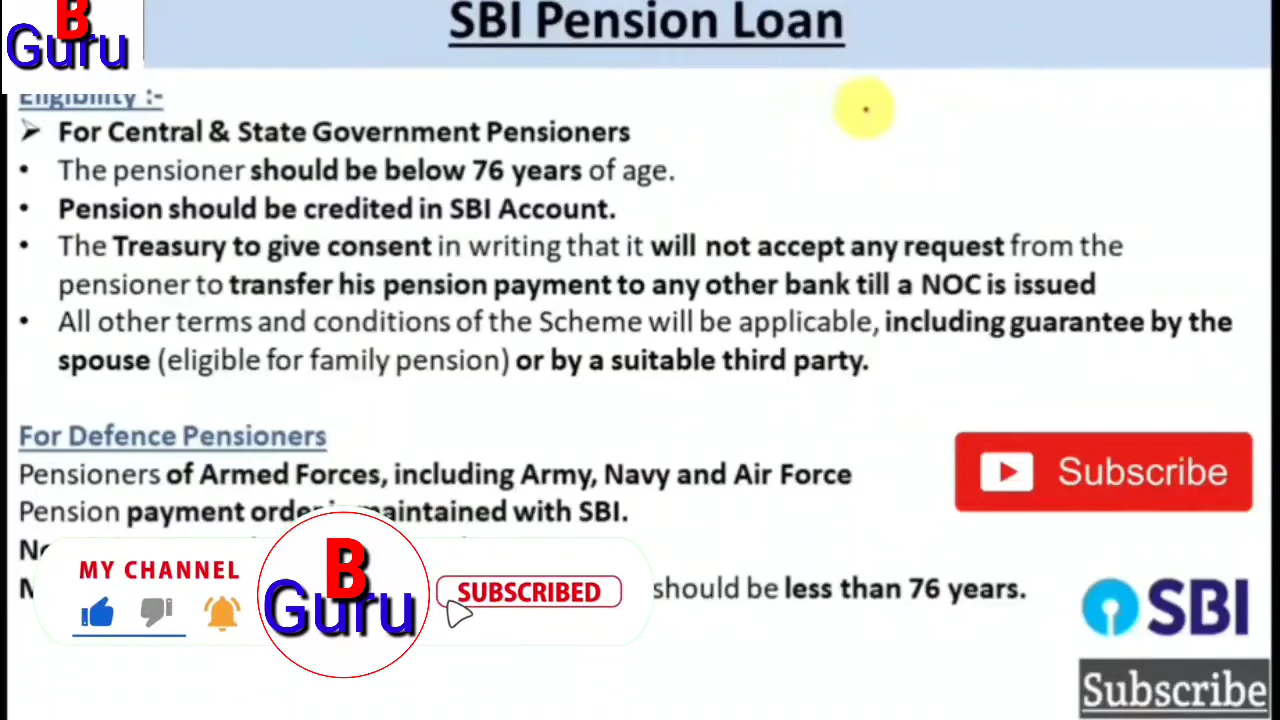 B
Guru
SBI Pension Loan
Eligibility :-
➢ For Central & State Government Pensioners
• The pensioner should be below 76 years of age.
• Pension should be credited in SBI Account.
• The Treasury to give consent in writing that it will not accept any request from the
pensioner to transfer his pension payment to any other bank till a NOC is issued
• All other terms and conditions of the Scheme will be applicable, including guarantee by the
spouse (eligible for family pension) or by a suitable third party.
For Defence Pensioners
Pensioners of Armed Forces, including Army, Navy and Air Force
Subscribe
Pension payment order is maintained with SBI.
MY CHANNEL
B
Guru
SUBSCRIBED
should be less than 76 years.
SBI
Subscribe